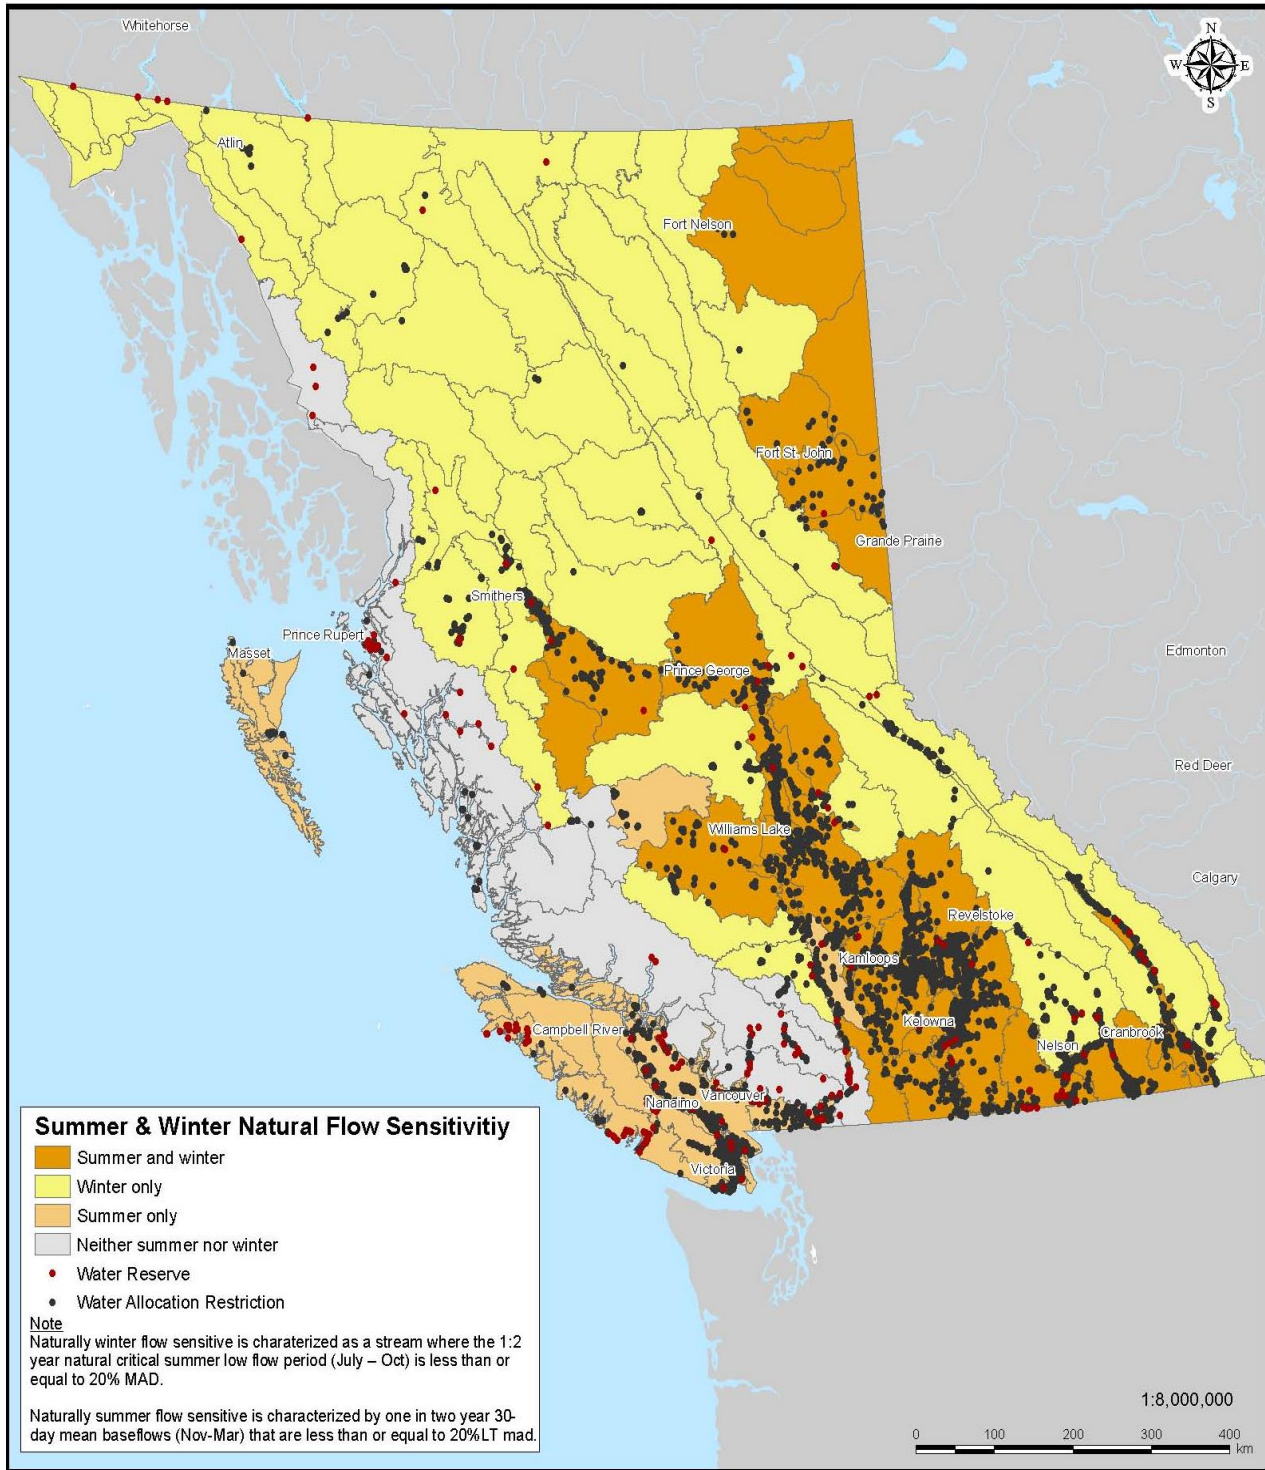 Whitehorse
N
W E
S
Atlin
Fort Nelson
Fort St. John
Grande Prairie
Smithers
Prince Rupert
Masset
Prince George
Edmonton
Red Deer
Williams Lake
Calgary
Revelstoke
Kamloops
Campbell River
Kelowna
Cranbrook
Nelson
Vancouver
Nanaimo
Victoria
Summer & Winter Natural Flow Sensitivitiy
Summer and winter
Winter only
Summer only
Neither summer nor winter
Water Reserve
Water Allocation Restriction
Note
Naturally winter flow sensitive is charaterized as a stream where the 1:2
year natural critical summer low flow period (July – Oct) is less than or
equal to 20% MAD.
Naturally summer flow sensitive is characterized by one in two year 30-
day mean baseflows (Nov-Mar) that are less than or equal to 20%LT mad.
1:8,000,000
0 100 200 300 400
km